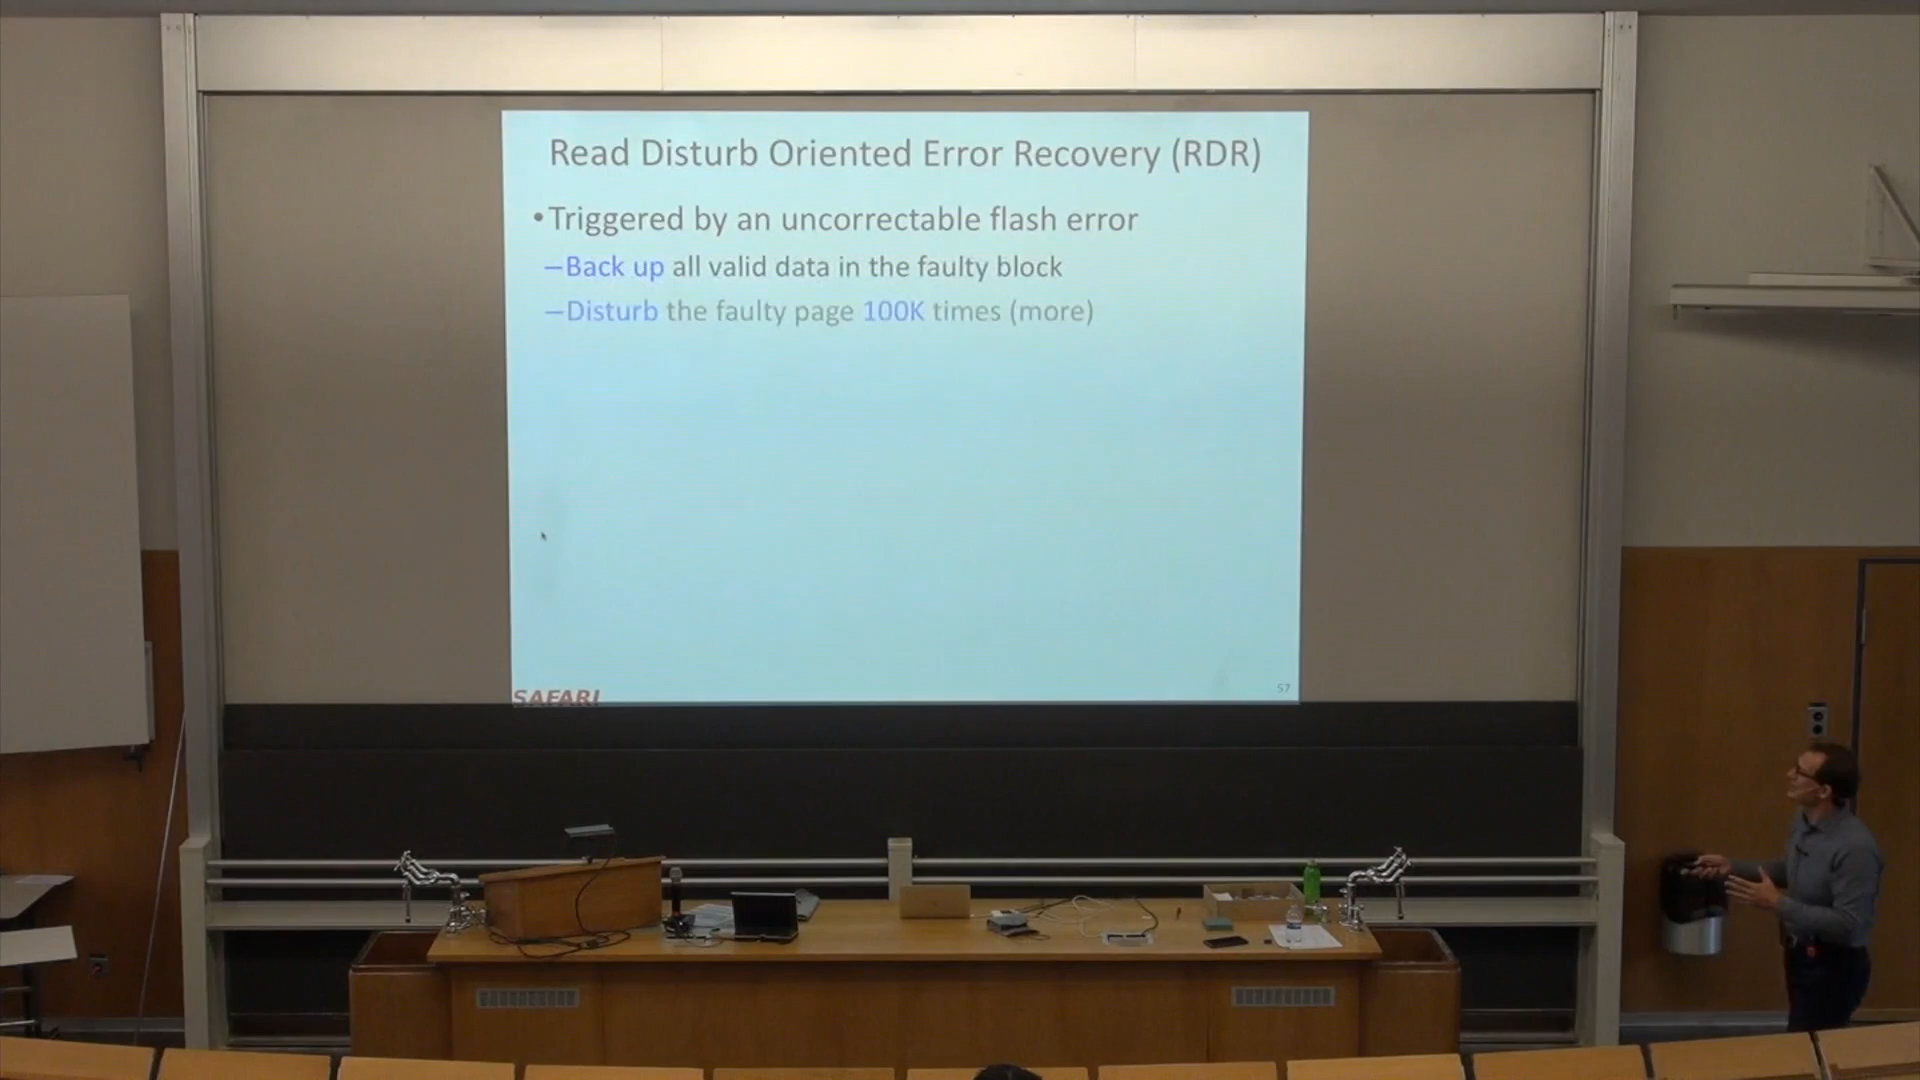 Read Disturb Oriented Error Recovery (RDR)
•Triggered by an uncorrectable flash error
—Back up all valid data in the faulty block
—Disturb the faulty page 100K times (more)
SAFARI
57